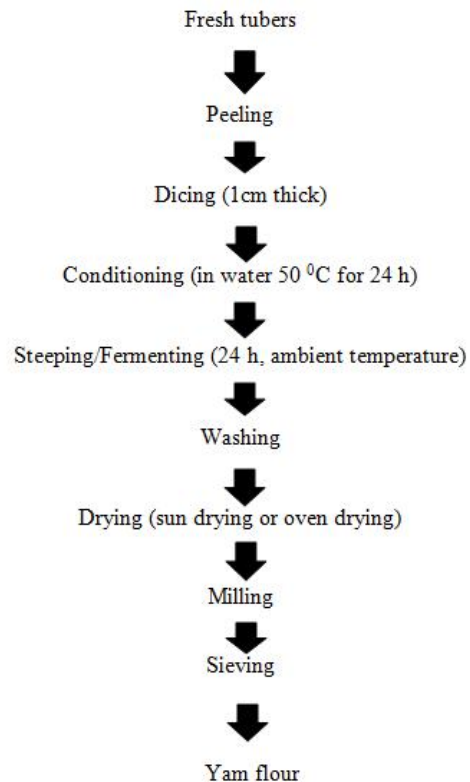 Fresh tubers
Peeling
Dicing (1cm thick)
Conditioning (in water 50 ⁰C for 24 h)
Steeping/Fermenting (24 h, ambient temperature)
Washing
Drying (sun drying or oven drying)
Milling
Sieving
Yam flour